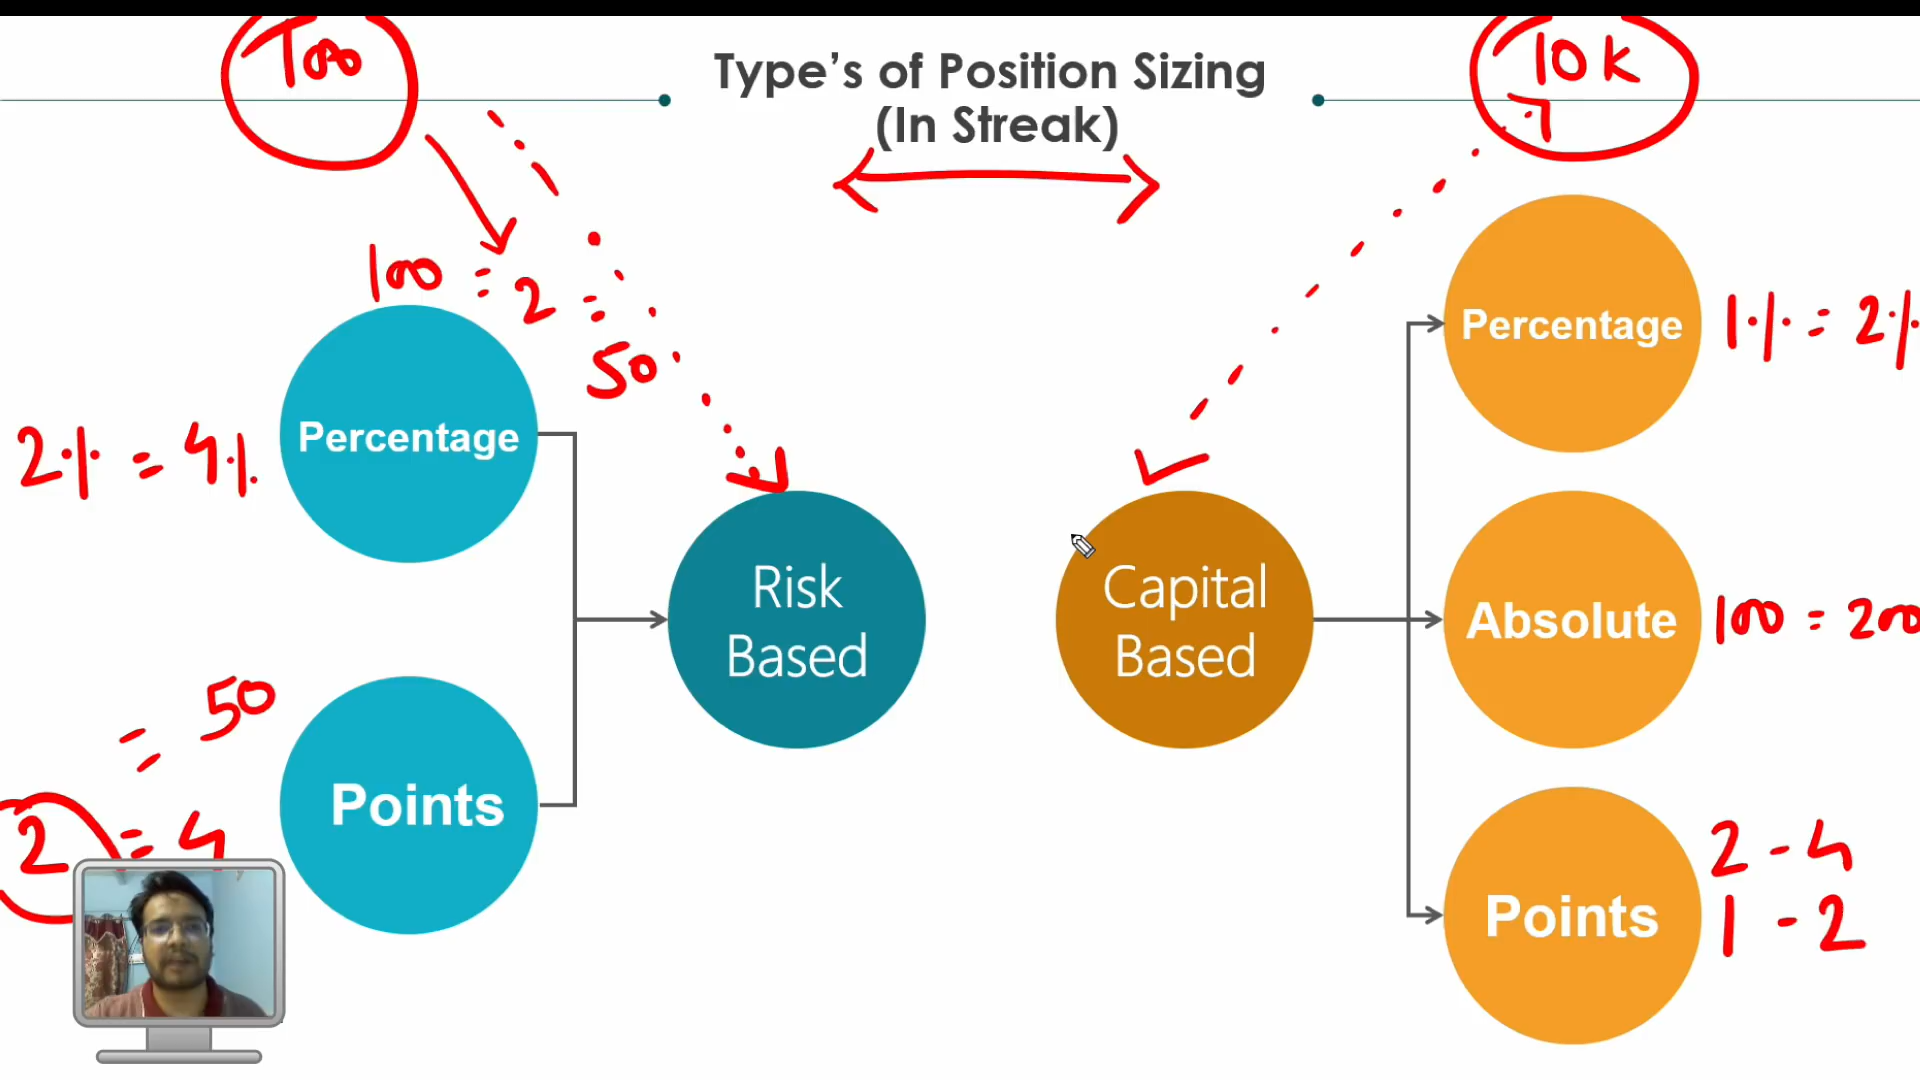 100
Type's of Position Sizing
(In Streak)
10K
100 = 2 = 50
Percentage
2% = 4%
Risk
Based
Points
= 50
2 = 4
Capital
Based
Percentage
1% = 2%
Absolute
100 = 200
Points
2 - 4
1 - 2